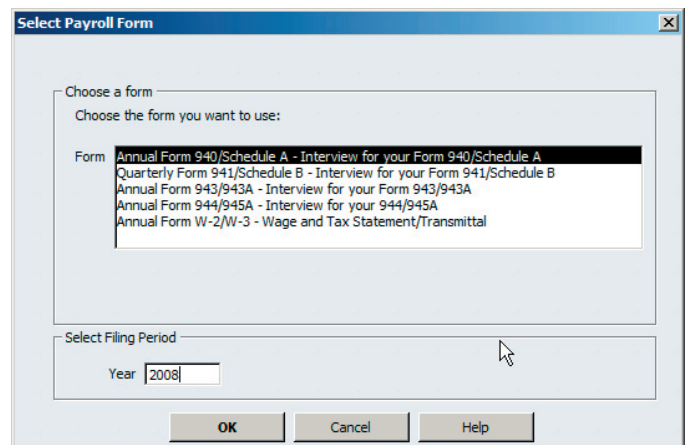 Select Payroll Form
Choose a form
Choose the form you want to use:
Form
Annual Form 940/Schedule A - Interview for your Form 940/Schedule A
Quarterly Form 941/Schedule B - Interview for your Form 941/Schedule B
Annual Form 943/943A - Interview for your Form 943/943A
Annual Form 944/945A - Interview for your 944/945A
Annual Form W-2/W-3 - Wage and Tax Statement/Transmittal
Select Filing Period
Year 2008
OK Cancel Help